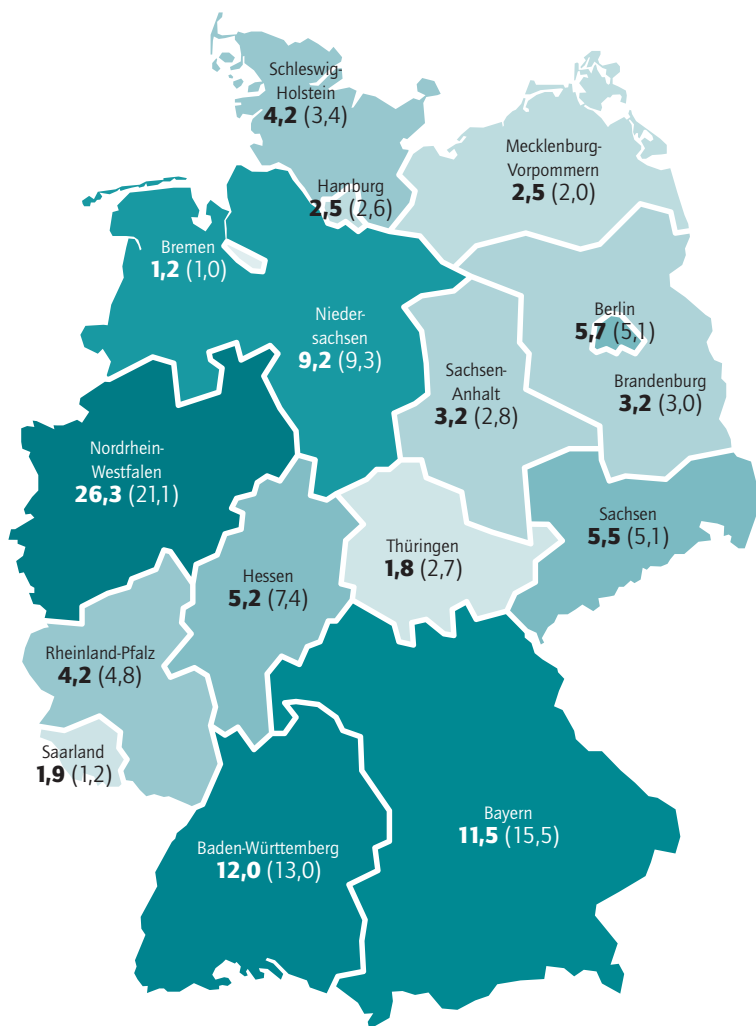 Schleswig-
Holstein
4,2 (3,4)
Mecklenburg-
Vorpommern
2,5 (2,0)
Hamburg
2,5 (2,6)
Bremen
1,2 (1,0)
Nieder-
sachsen
9,2 (9,3)
Berlin
5,7 (5,1)
Sachsen-
Anhalt
3,2 (2,8)
Brandenburg
3,2 (3,0)
Nordrhein-
Westfalen
26,3 (21,1)
Sachsen
5,5 (5,1)
Thüringen
1,8 (2,7)
Hessen
5,2 (7,4)
Rheinland-Pfalz
4,2 (4,8)
Saarland
1,9 (1,2)
Bayern
11,5 (15,5)
Baden-Württemberg
12,0 (13,0)